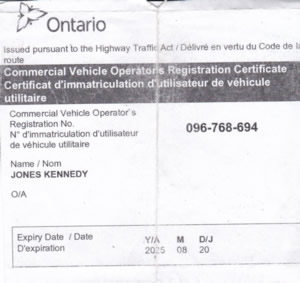 Ontario
Issued pursuant to the Highway Traffic Act / Délivré en vertu du Code de la
route
Commercial Vehicle Operator's Registration Certificate
Certificat d'immatriculation d'utilisateur de véhicule
utilitaire
Commercial Vehicle Operator's
Registration No.
N° d'immatriculation d'utilisateur
de véhicule utilitaire
096-768-694
Name / Nom
JONES KENNEDY
O/A
Expiry Date / Date
D'expiration
Y/A M D/J
2025 08 20